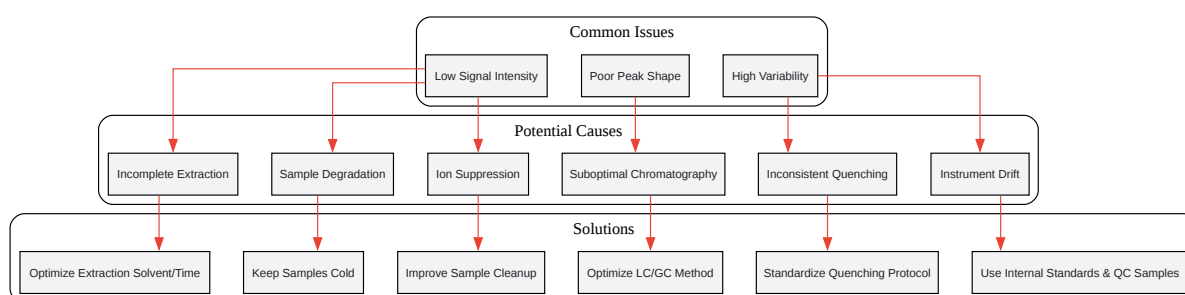 Common Issues
Low Signal Intensity
Poor Peak Shape
High Variability
Potential Causes
Incomplete Extraction
Sample Degradation
Ion Suppression
Suboptimal Chromatography
Inconsistent Quenching
Instrument Drift
Solutions
Optimize Extraction Solvent/Time
Keep Samples Cold
Improve Sample Cleanup
Optimize LC/GC Method
Standardize Quenching Protocol
Use Internal Standards & QC Samples